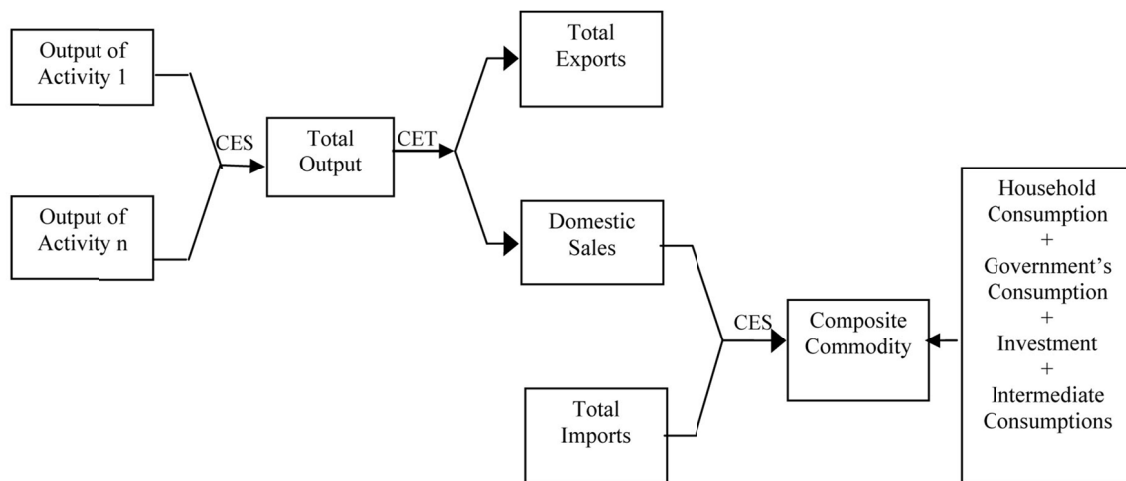 Output of
Activity 1
Output of
Activity n
CES
Total
Output
CET
Total
Exports
Domestic
Sales
Total
Imports
CES
Composite
Commodity
Household
Consumption
+
Government's
Consumption
+
Investment
+
Intermediate
Consumptions